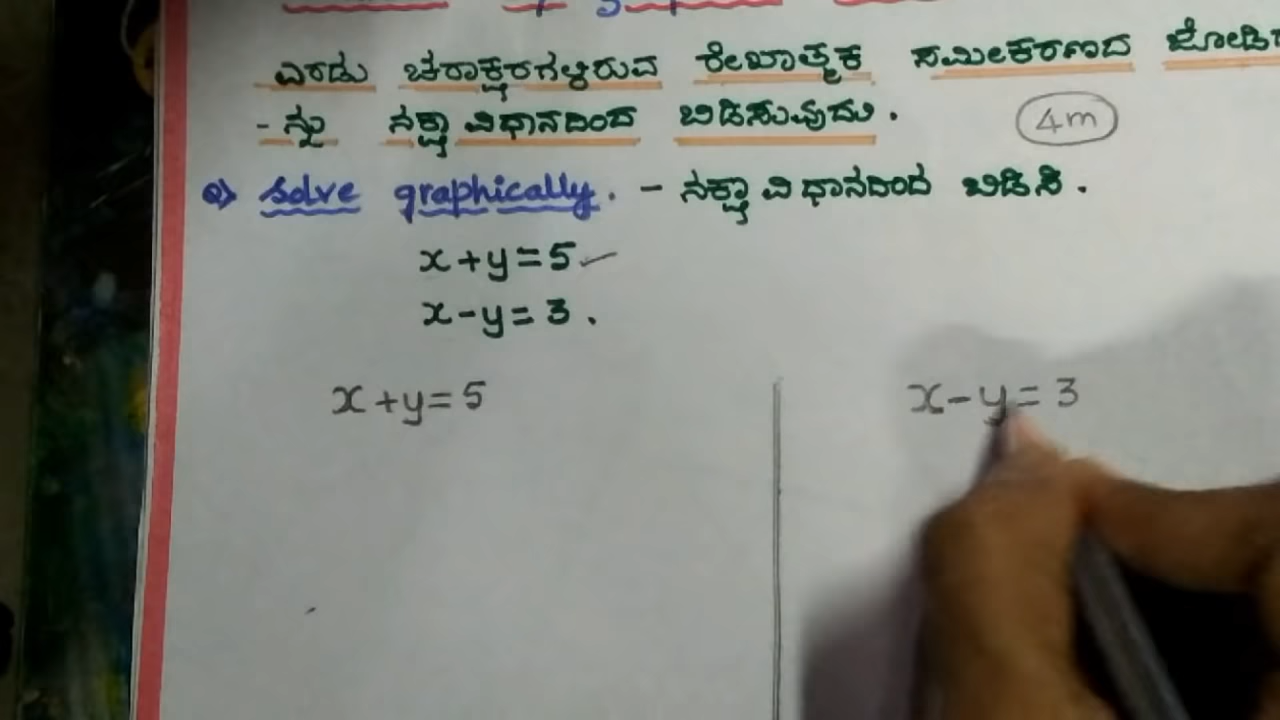 ಎರಡು ಚರಾಕ್ಷರಗಳಿರುವ ರೇಖಾತ್ಮಕ ಸಮೀಕರಣದ
-ನ್ನು ನಕ್ಷಾ ವಿಧಾನದಿಂದ ಬಿಡಿಸುವುದು. 4m
solve graphically. - ನಕ್ಷಾ ವಿಧಾನದಿಂದ ಬಿಡಿಸಿ.
x+y=5
x-y=3.
x+y=5 x-y=3